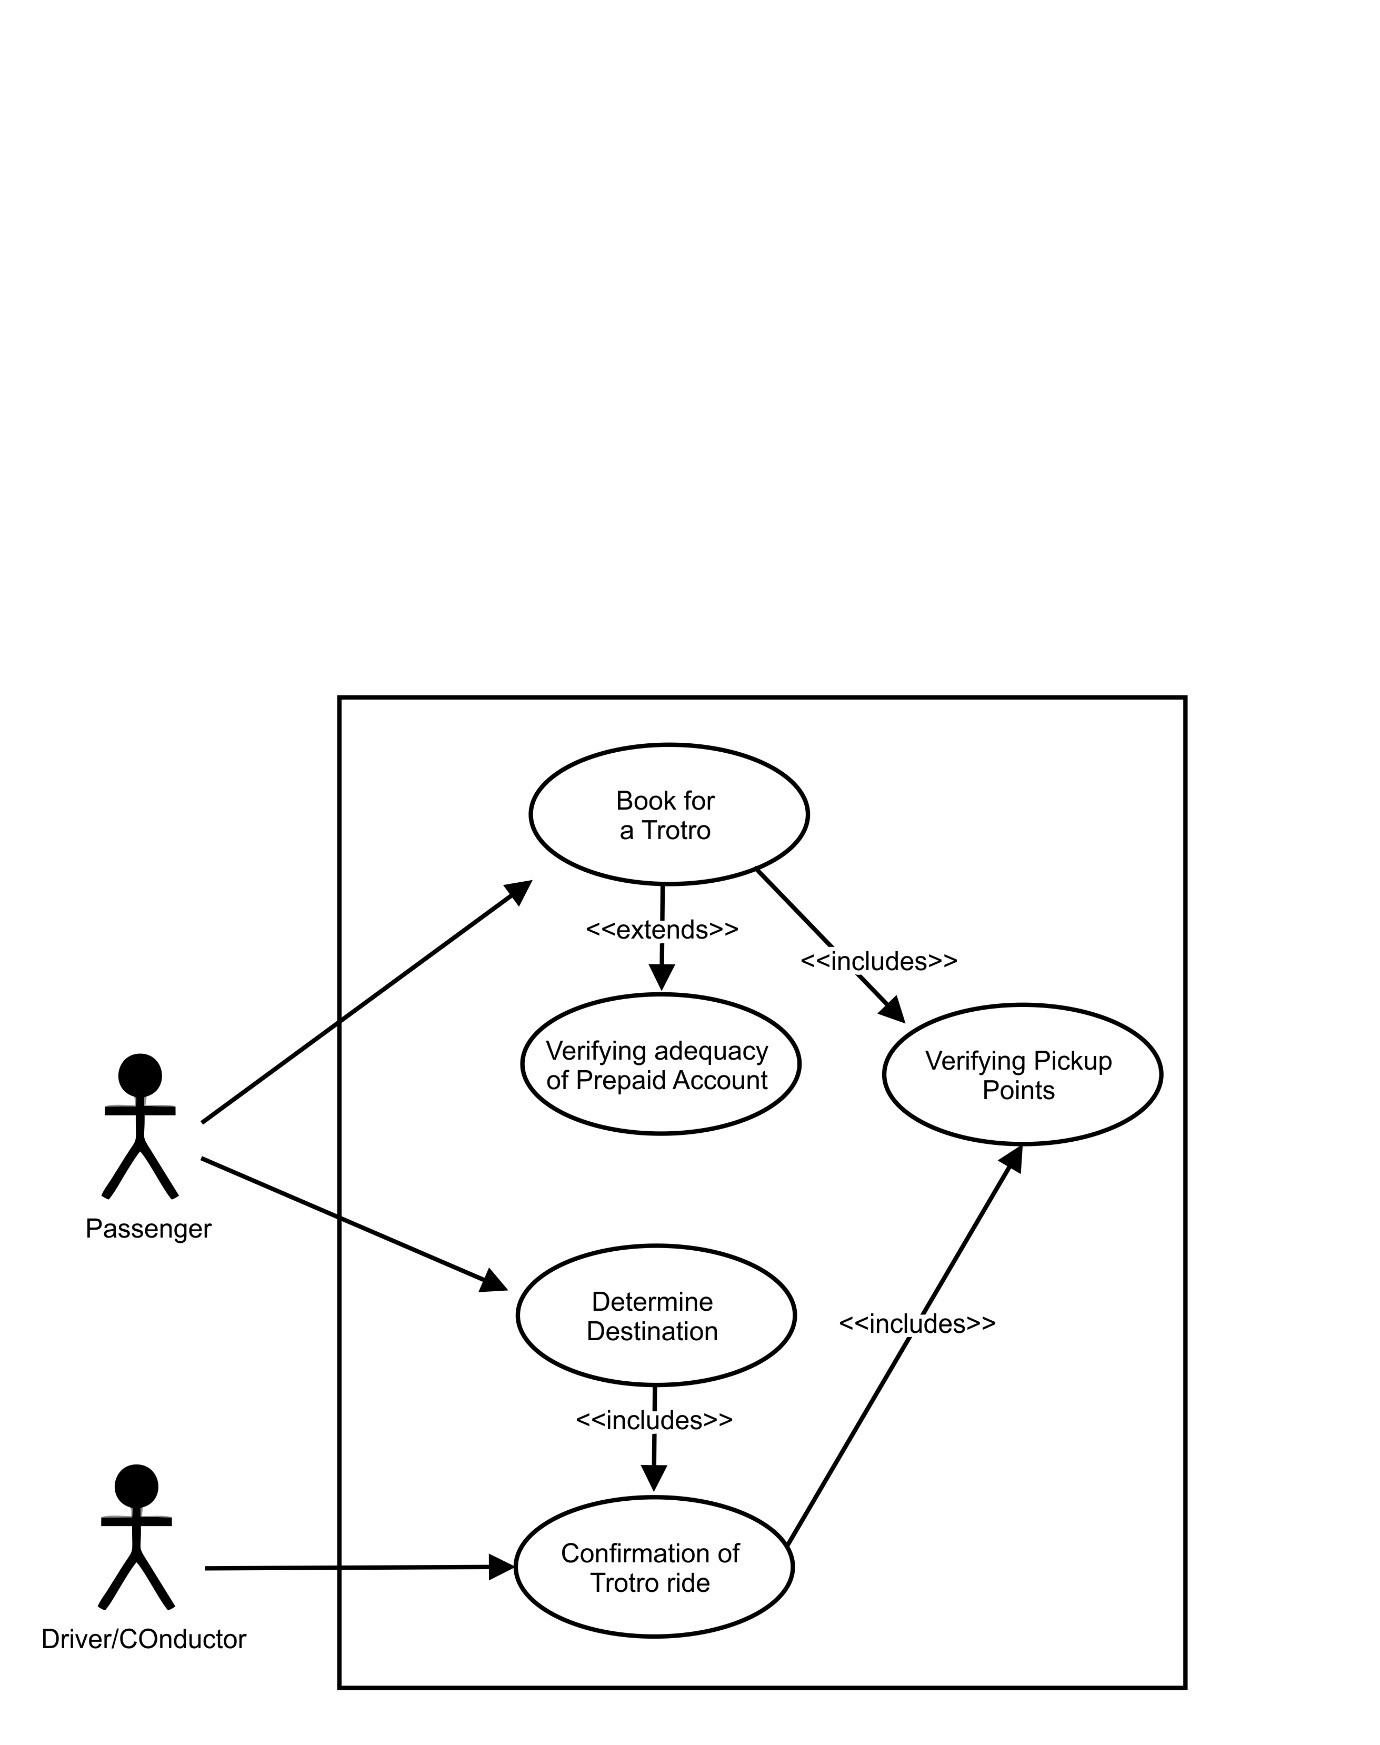 Book for
a Trotro
<<extends>>
<<includes>>
Verifying adequacy
of Prepaid Account
Verifying Pickup
Points
Passenger
Determine
Destination
<<includes>>
<<includes>>
Confirmation of
Trotro ride
Driver/COnductor